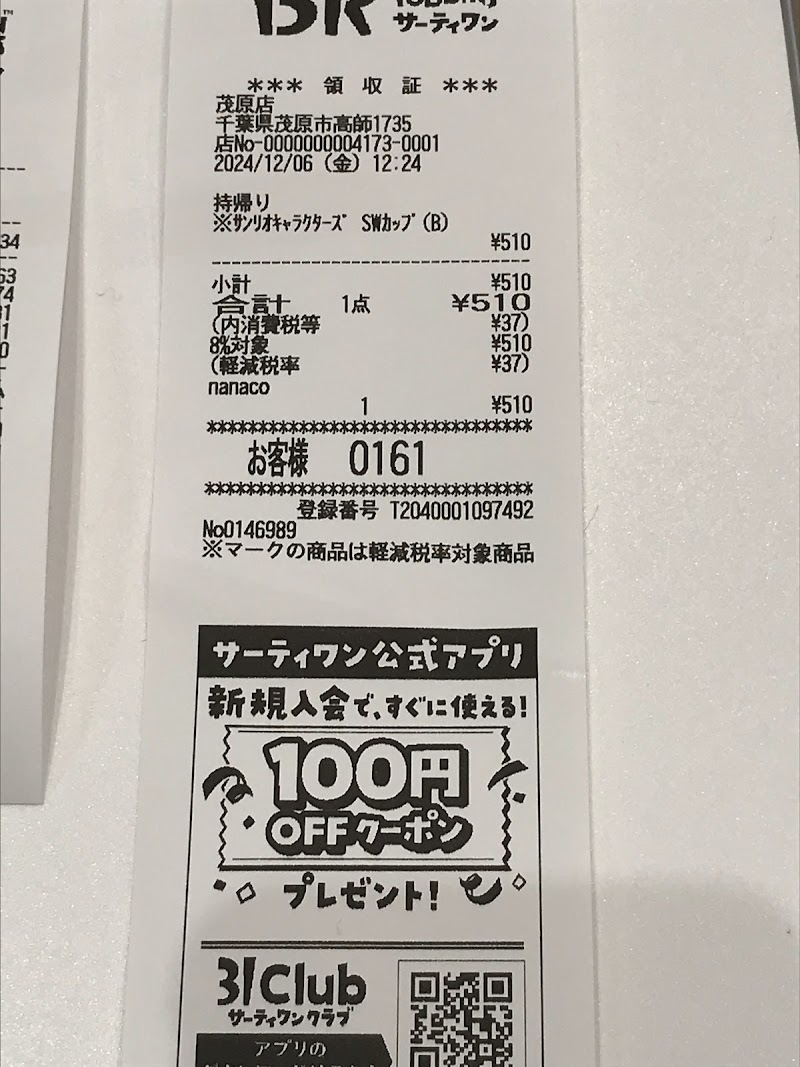 BR
サーティワン
*** 領 収 証 ***
茂原店
千葉県茂原市高師1735
店No-0000000004173-0001
2024/12/06 (金) 12:24
持帰り
※ｻﾝﾘｵｷｬﾗｸﾀｰｽﾞ SWｶｯﾌﾟ(B)
¥510
小計 ¥510
合計 1点 ¥510
(内消費税等 ¥37)
8%対象 ¥510
(軽減税率 ¥37)
nanaco
1 ¥510
********************************
お客様 0161
********************************
登録番号 T2040001097492
No0146989
※マークの商品は軽減税率対象商品
サーティワン公式アプリ
新規入会で、すぐに使える!
100円
OFFクーポン
プレゼント!
31Club
サーティワンクラブ
アプリの
34
63
74